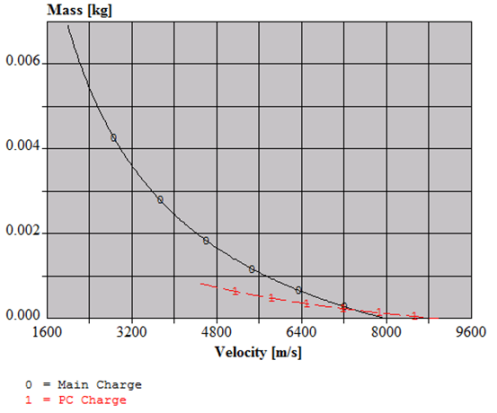 Mass [kg]
0.006
0.004
0.002
0.000
1600 3200 4800 6400 8000 9600
Velocity [m/s]
0 = Main Charge
1 = PC Charge